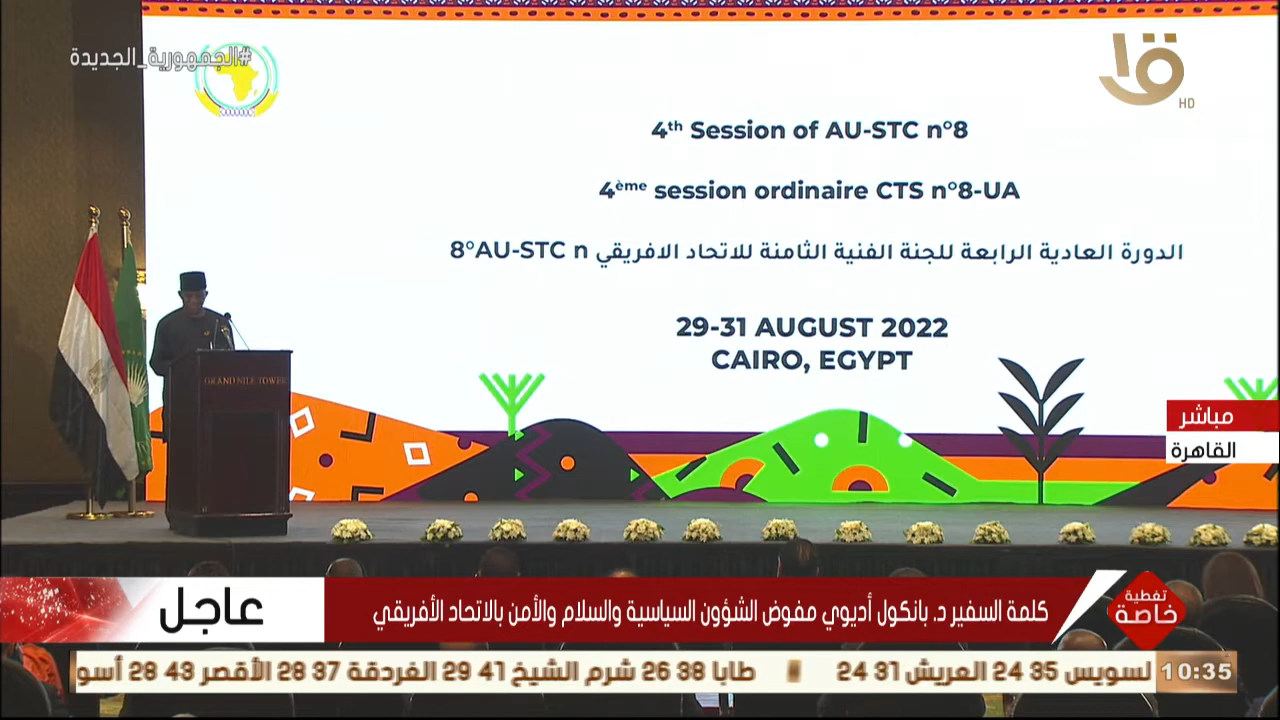 #الجمهورية_الجديدة
HD
4th Session of AU-STC n°8
4ème session ordinaire CTS n°8-UA
الدورة العادية الرابعة للجنة الفنية الثامنة للاتحاد الافريقي 8°AU-STC n
29-31 AUGUST 2022
CAIRO, EGYPT
GRAND NILE TOWER
مباشر
القاهرة
تغطية
خاصة
كلمة السفير د. بانكول أديوي مفوض الشؤون السياسية والسلام والأمن بالاتحاد الأفريقي
عاجل
10:35
لسويس 35 24 العريش 31 24 طابا 38 26 شرم الشيخ 41 29 الغردقة 37 28 الأقصر 43 28 أسو